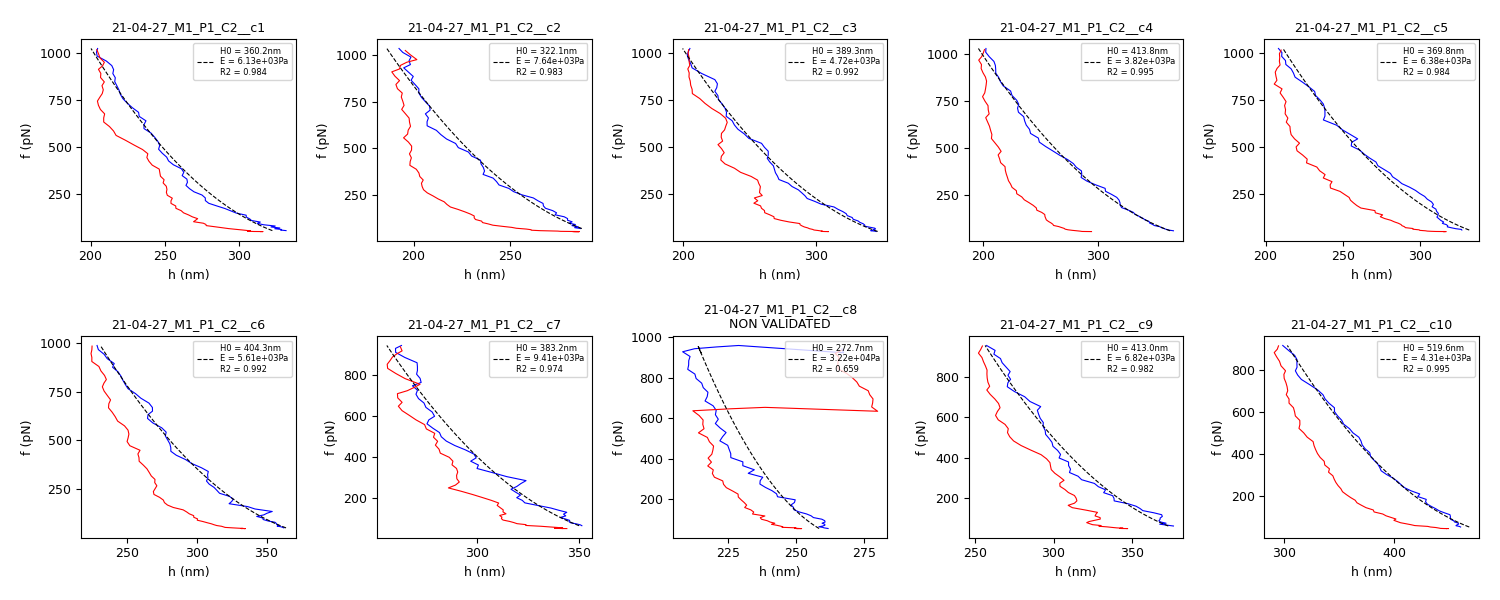 21-04-27_M1_P1_C2__c1
H0 = 360.2nm
E = 6.13e+03Pa
R2 = 0.984
1000
750
500
250
f (pN)
200 250 300
h (nm)
21-04-27_M1_P1_C2__c2
H0 = 322.1nm
E = 7.64e+03Pa
R2 = 0.983
1000
750
500
250
f (pN)
200 250
h (nm)
21-04-27_M1_P1_C2__c3
H0 = 389.3nm
E = 4.72e+03Pa
R2 = 0.992
1000
750
500
250
f (pN)
200 300
h (nm)
21-04-27_M1_P1_C2__c4
H0 = 413.8nm
E = 3.82e+03Pa
R2 = 0.995
1000
750
500
250
f (pN)
200 300
h (nm)
21-04-27_M1_P1_C2__c5
H0 = 369.8nm
E = 6.38e+03Pa
R2 = 0.984
1000
750
500
250
f (pN)
200 250 300
h (nm)
21-04-27_M1_P1_C2__c6
H0 = 404.3nm
E = 5.61e+03Pa
R2 = 0.992
1000
750
500
250
f (pN)
250 300 350
h (nm)
21-04-27_M1_P1_C2__c7
H0 = 383.2nm
E = 9.41e+03Pa
R2 = 0.974
800
600
400
200
f (pN)
300 350
h (nm)
21-04-27_M1_P1_C2__c8
NON VALIDATED
H0 = 272.7nm
E = 3.22e+04Pa
R2 = 0.659
1000
800
600
400
200
f (pN)
225 250 275
h (nm)
21-04-27_M1_P1_C2__c9
H0 = 413.0nm
E = 6.82e+03Pa
R2 = 0.982
800
600
400
200
f (pN)
250 300 350
h (nm)
21-04-27_M1_P1_C2__c10
H0 = 519.6nm
E = 4.31e+03Pa
R2 = 0.995
800
600
400
200
f (pN)
300 400
h (nm)